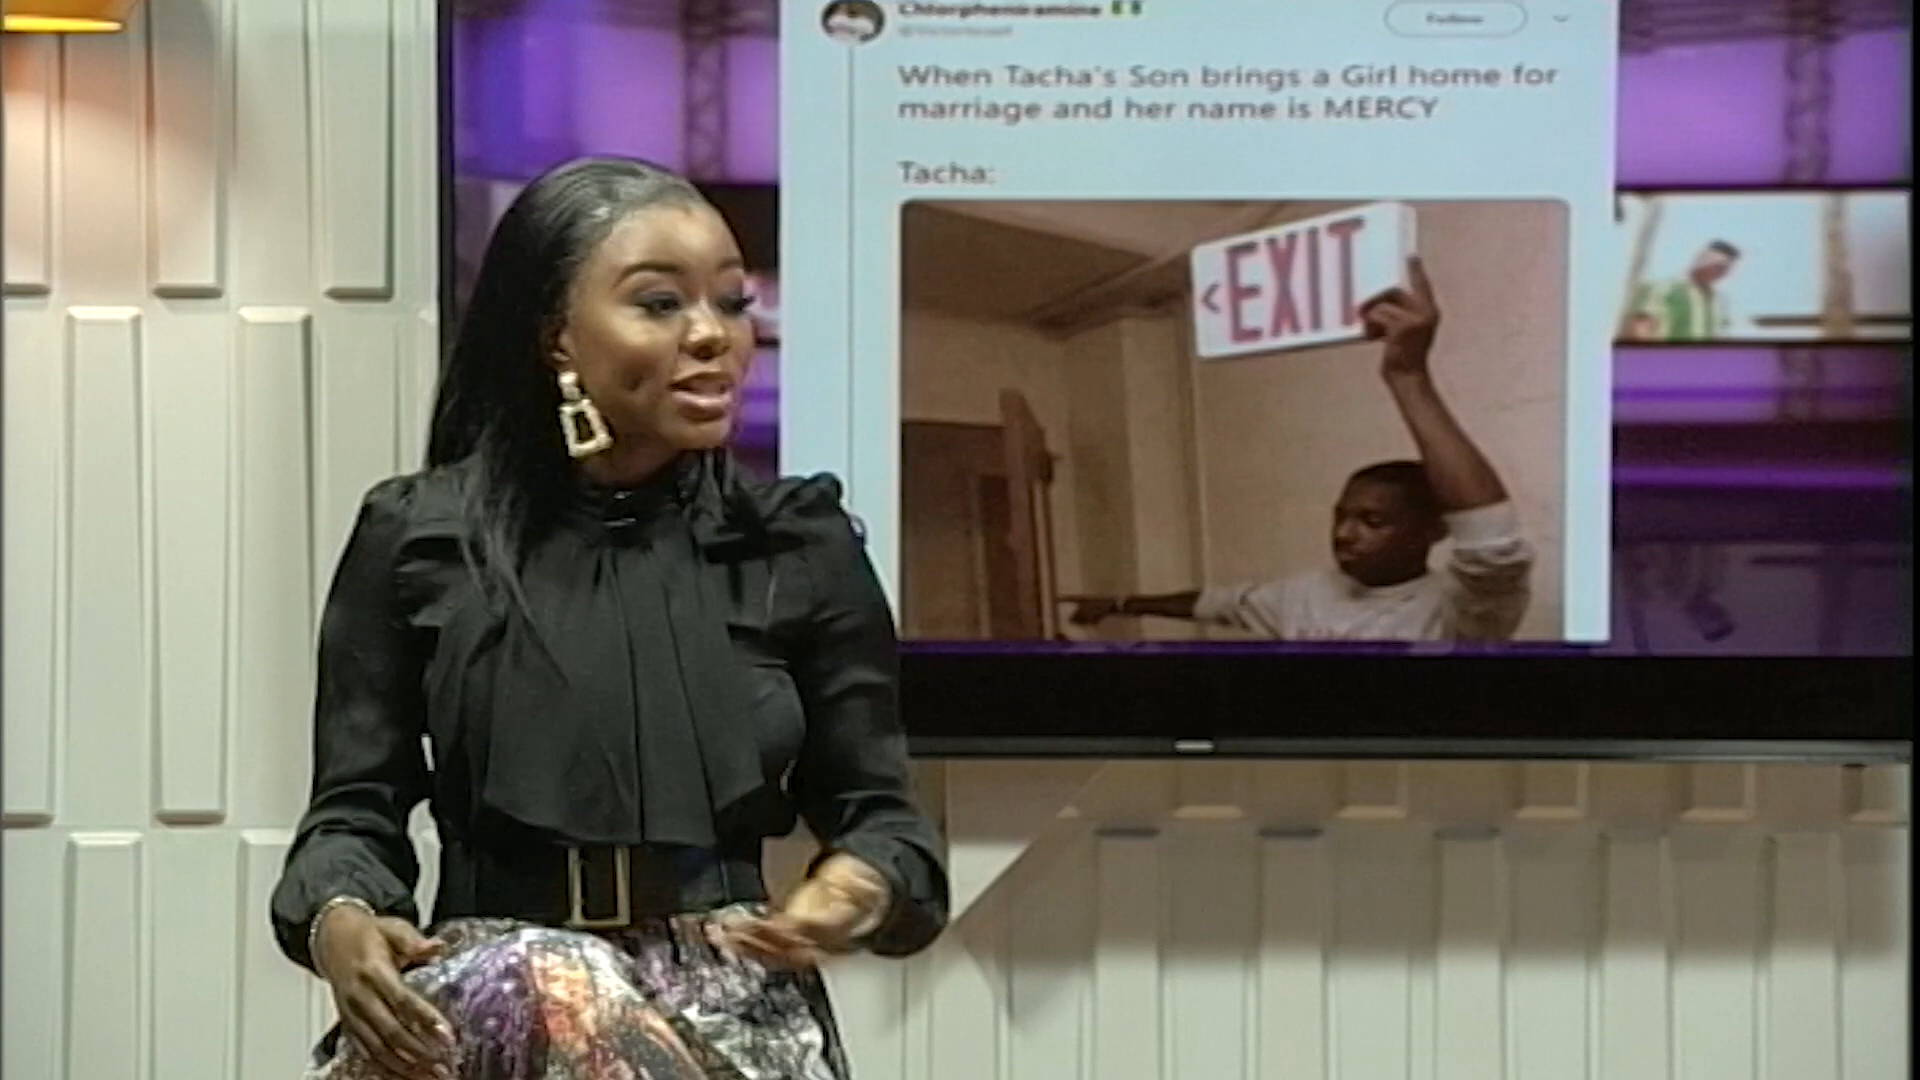 Chlorpheniramine
Follow
When Tacha's Son brings a Girl home for
marriage and her name is MERCY
Tacha:
<EXIT